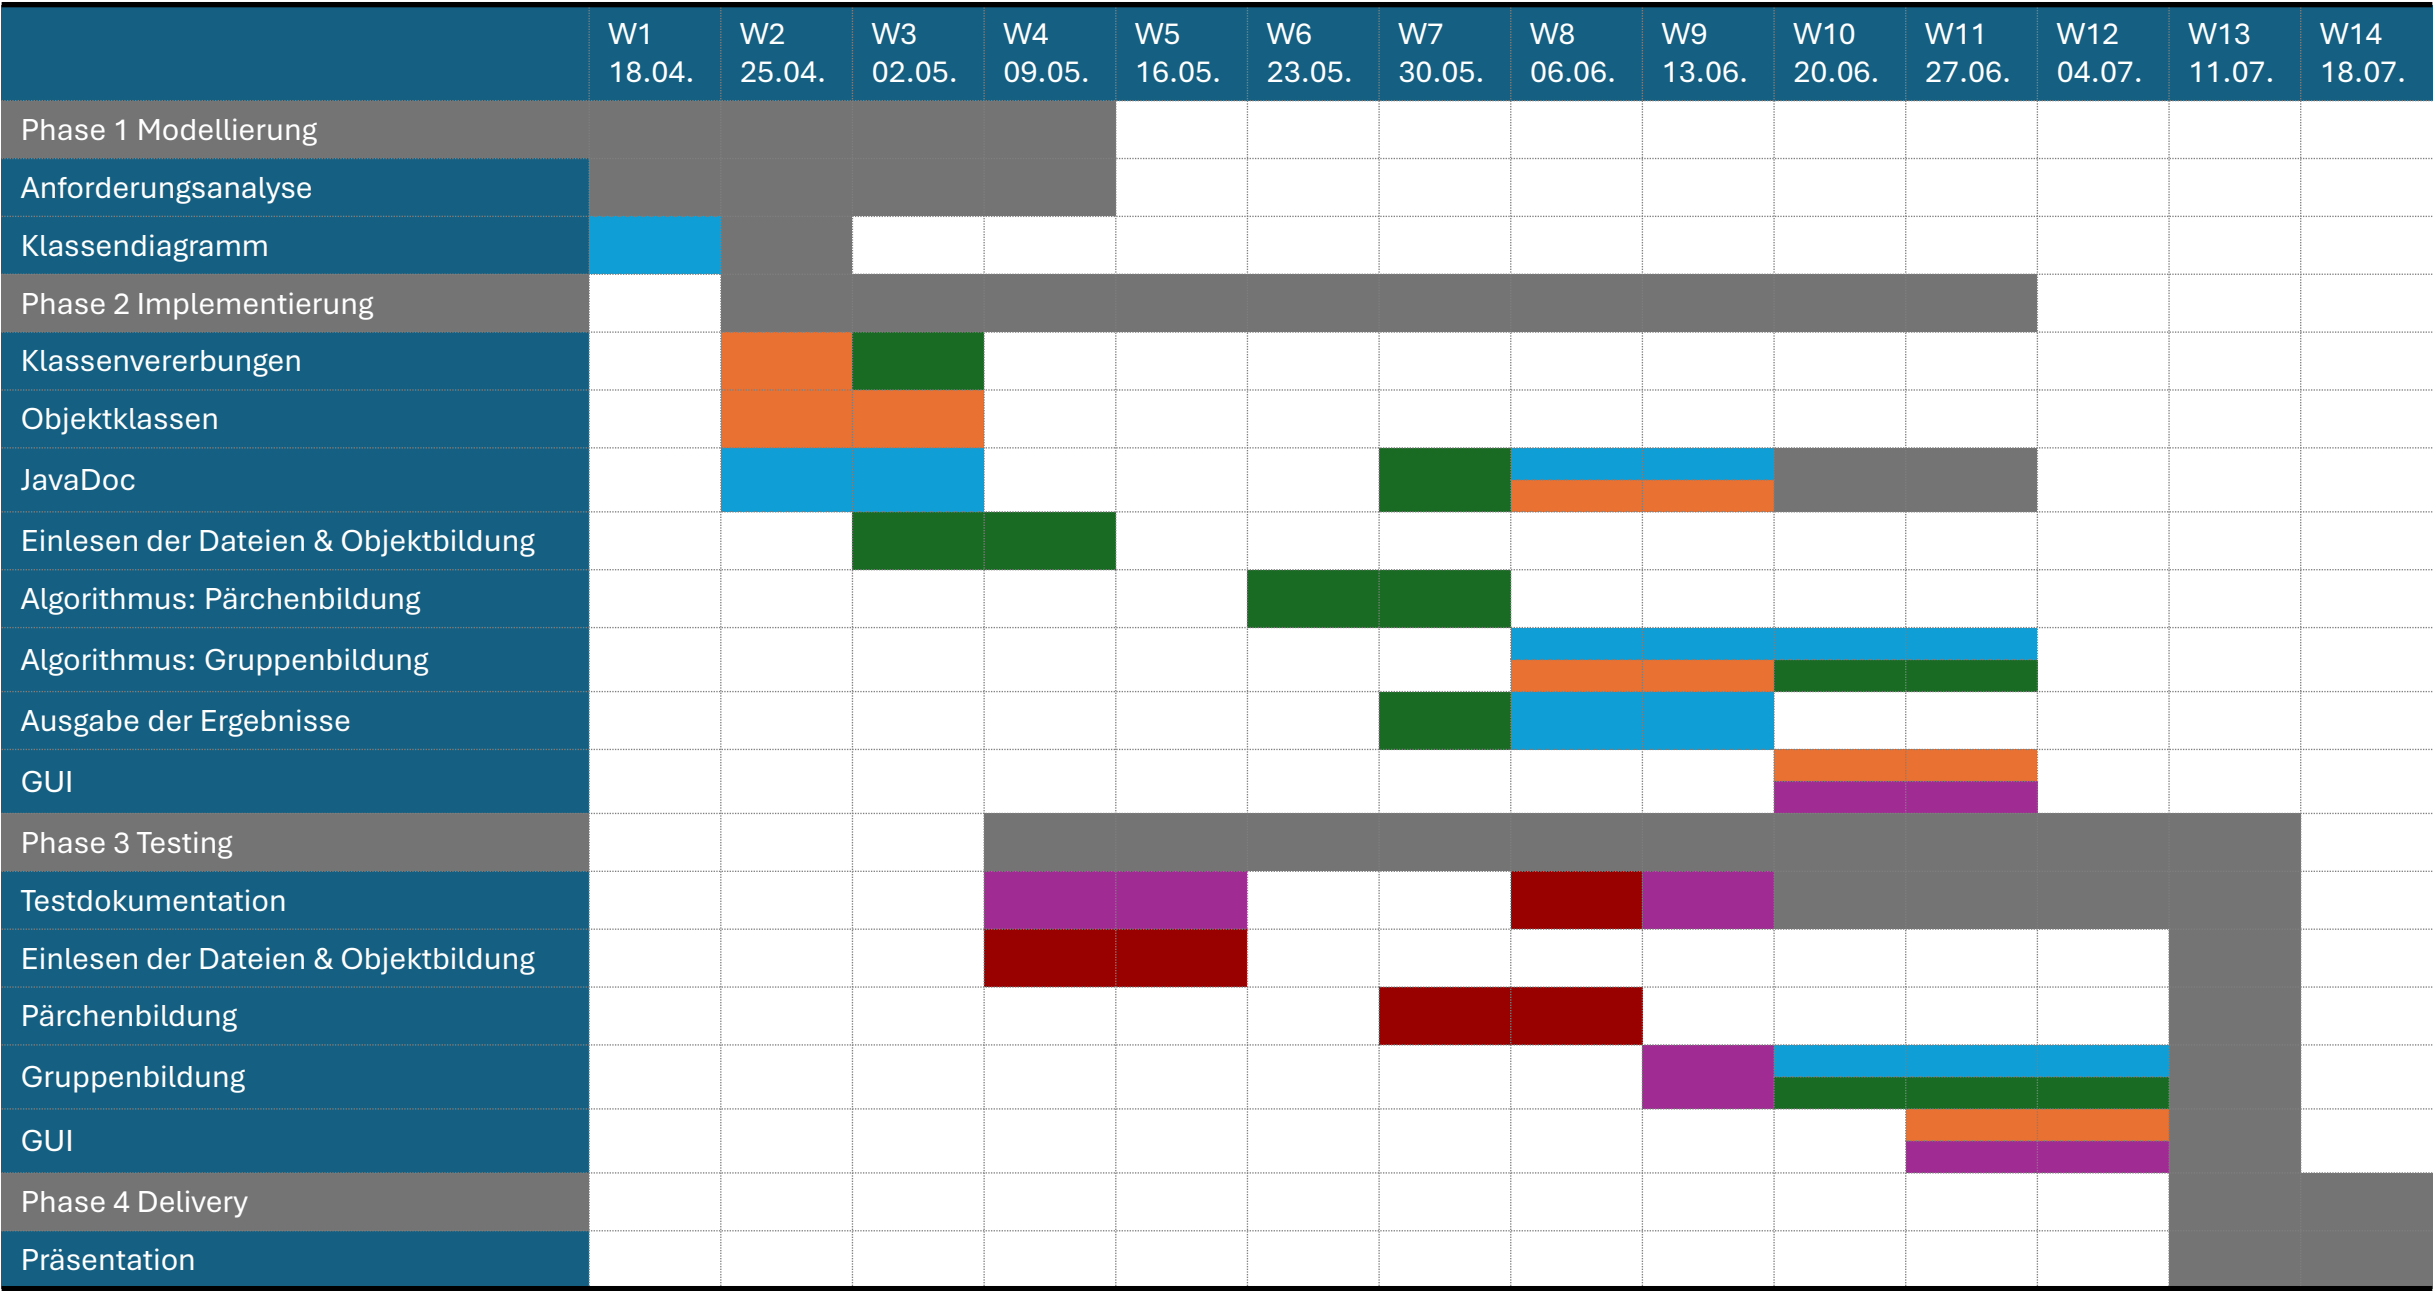 W1 W2 W3 W4 W5 W6 W7 W8 W9 W10 W11 W12 W13 W14
18.04. 25.04. 02.05. 09.05. 16.05. 23.05. 30.05. 06.06. 13.06. 20.06. 27.06. 04.07. 11.07. 18.07.
Phase 1 Modellierung
Anforderungsanalyse
Klassendiagramm
Phase 2 Implementierung
Klassenvererbungen
Objektklassen
JavaDoc
Einlesen der Dateien & Objektbildung
Algorithmus: Pärchenbildung
Algorithmus: Gruppenbildung
Ausgabe der Ergebnisse
GUI
Phase 3 Testing
Testdokumentation
Einlesen der Dateien & Objektbildung
Pärchenbildung
Gruppenbildung
GUI
Phase 4 Delivery
Präsentation